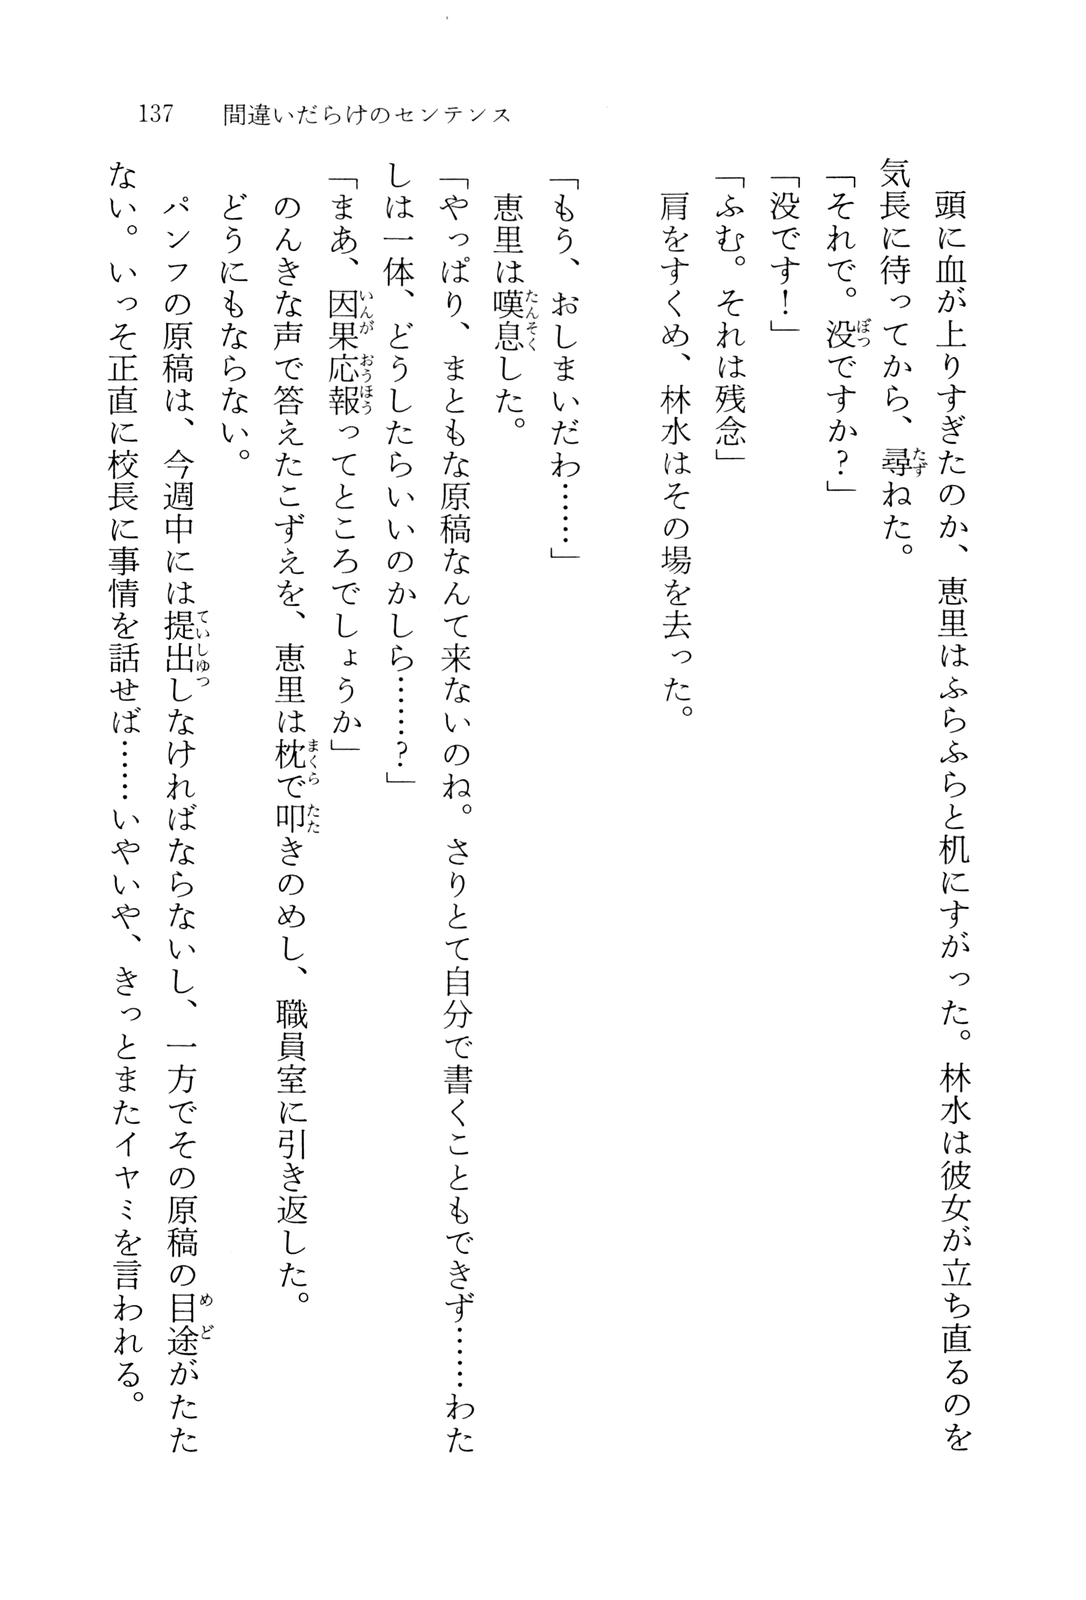 137　間違いだらけのセンテンス
　頭に血が上りすぎたのか、恵里はふらふらと机にすがった。林水は彼女が立ち直るのを
気長に待ってから、尋ねた。
「それで。没ですか？」
「没です！」
「ふむ。それは残念」
　肩をすくめ、林水はその場を去った。
「もう、おしまいだわ……」
　恵里は嘆息した。
「やっぱり、まともな原稿なんて来ないのね。さりとて自分で書くこともできず……わた
しは一体、どうしたらいいのかしら……？」
「まあ、因果応報ってところでしょうか」
　のんきな声で答えたこずえを、恵里は枕で叩きのめし、職員室に引き返した。
　どうにもならない。
　パンフの原稿は、今週中には提出しなければならないし、一方でその原稿の目途がたた
ない。いっそ正直に校長に事情を話せば……いやいや、きっとまたイヤミを言われる。